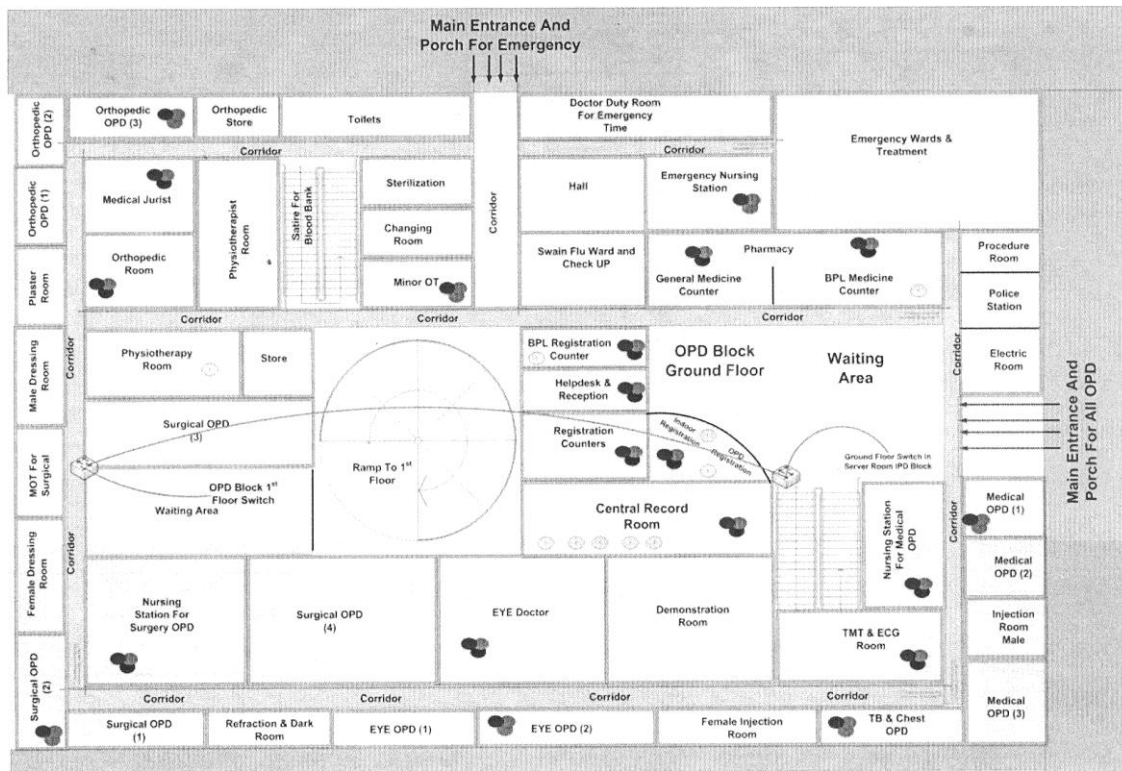 Main Entrance And
Porch For Emergency
Orthopedic
OPD (2)
Orthopedic
OPD (3)
Orthopedic
Store
Toilets
Doctor Duty Room
For Emergency
Time
Emergency Wards &
Treatment
Corridor
Corridor
Corridor
Orthopedic
OPD (1)
Medical Jurist
Physiotherapist
Room
Satire For
Blood Bank
Sterilization
Changing
Room
Minor OT
Corridor
Hall
Emergency Nursing
Station
Swain Flu Ward and
Check UP
Pharmacy
General Medicine
Counter
BPL Medicine
Counter
Procedure
Room
Police
Station
Electric
Room
Plaster
Room
Orthopedic
Room
Corridor
Corridor
Corridor
Corridor
Male Dressing
Room
Corridor
Physiotherapy
Room
Store
BPL Registration
Counter
Helpdesk &
Reception
Registration
Counters
OPD Block
Ground Floor
Waiting
Area
Indoor
Registration
OPD
Registration
Ground Floor Switch in
Server Room IPD Block
Main Entrance And
Porch For All OPD
Surgical OPD
(3)
MOT For
Surgical
OPD Block 1st
Floor Switch
Waiting Area
Ramp To 1st
Floor
Central Record
Room
Nursing Station
For Medical
OPD
Corridor
Medical
OPD (1)
Medical
OPD (2)
Injection
Room
Male
Medical
OPD (3)
Female Dressing
Room
Corridor
Nursing
Station For
Surgery OPD
Surgical OPD
(4)
EYE Doctor
Demonstration
Room
TMT & ECG
Room
Surgical OPD
(2)
Corridor
Corridor
Corridor
Corridor
Surgical OPD
(1)
Refraction & Dark
Room
EYE OPD (1)
EYE OPD (2)
Female Injection
Room
TB & Chest
OPD